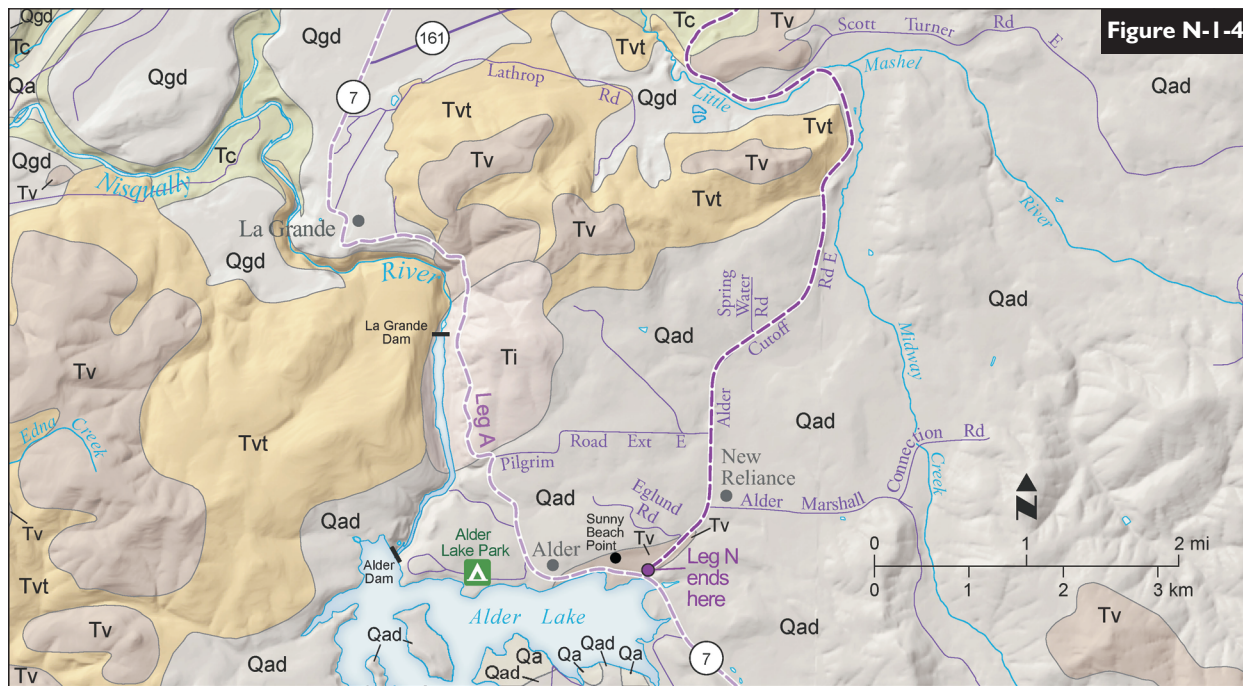 Figure N-1-4
Qgd
Tc
Qa
Qgd
Qgd
161
7
Lathrop
Rd
Tvt
Tvt
Tc
Tv
Scott Turner Rd E
Mashel
River
Little
Qgd
Qad
Tvt
Tv
Tv
Tvt
Tc
Qgd
Tv
Nisqually
River
La Grande
Qgd
Tv
Qad
Spring
Water
Rd
Cutoff
Rd E
Alder
Qad
La Grande
Dam
Ti
Leg A
Tv
Edna Creek
Tvt
Midway
Creek
Qad
Pilgrim Road Ext E
New
Reliance
Connection Rd
Alder Marshall
Qad
Eglund
Rd
Sunny
Beach
Point
Tv
Tv
Qad
Alder
Dam
Alder
Lake Park
Alder
Leg N
ends
here
N
0 2 mi
0 1 2 3 km
Tv
Tvt
Tv
Tv
Alder Lake
Qad
Qad
Qad
Qa
Qad
Qa
Qad
Qa
7
Qad
Tv